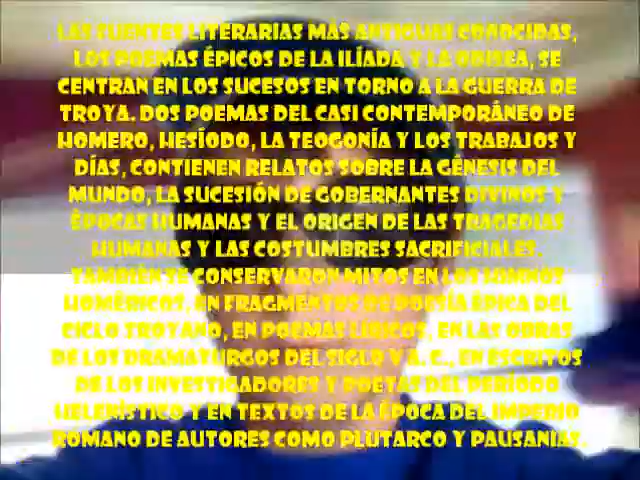 LAS FUENTES LITERARIAS MÁS ANTIGUAS CONOCIDAS,
LOS POEMAS ÉPICOS DE LA ILÍADA Y LA ODISEA, SE
CENTRAN EN LOS SUCESOS EN TORNO A LA GUERRA DE
TROYA. DOS POEMAS DEL CASI CONTEMPORÁNEO DE
HOMERO, HESÍODO, LA TEOGONÍA Y LOS TRABAJOS Y
DÍAS, CONTIENEN RELATOS SOBRE LA GÉNESIS DEL
MUNDO, LA SUCESIÓN DE GOBERNANTES DIVINOS Y
ÉPOCAS HUMANAS Y EL ORIGEN DE LAS TRAGEDIAS
HUMANAS Y LAS COSTUMBRES SACRIFICIALES.
TAMBIÉN SE CONSERVARON MITOS EN LOS HIMNOS
HOMÉRICOS, EN FRAGMENTOS DE POESÍA ÉPICA DEL
CICLO TROYANO, EN POEMAS LÍRICOS, EN LAS OBRAS
DE LOS DRAMATURGOS DEL SIGLO V A. C., EN ESCRITOS
DE LOS INVESTIGADORES Y POETAS DEL PERÍODO
HELENÍSTICO Y EN TEXTOS DE LA ÉPOCA DEL IMPERIO
ROMANO DE AUTORES COMO PLUTARCO Y PAUSANIAS.